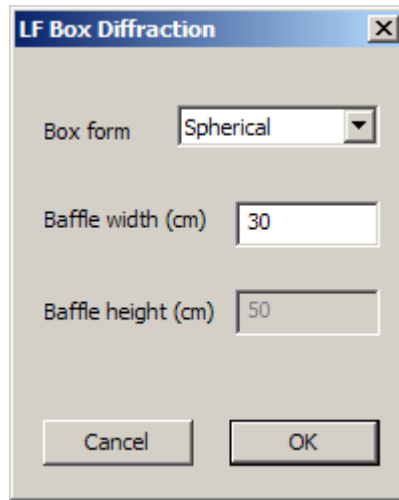 LF Box Diffraction
Box form Spherical
Baffle width (cm) 30
Baffle height (cm) 50
Cancel OK